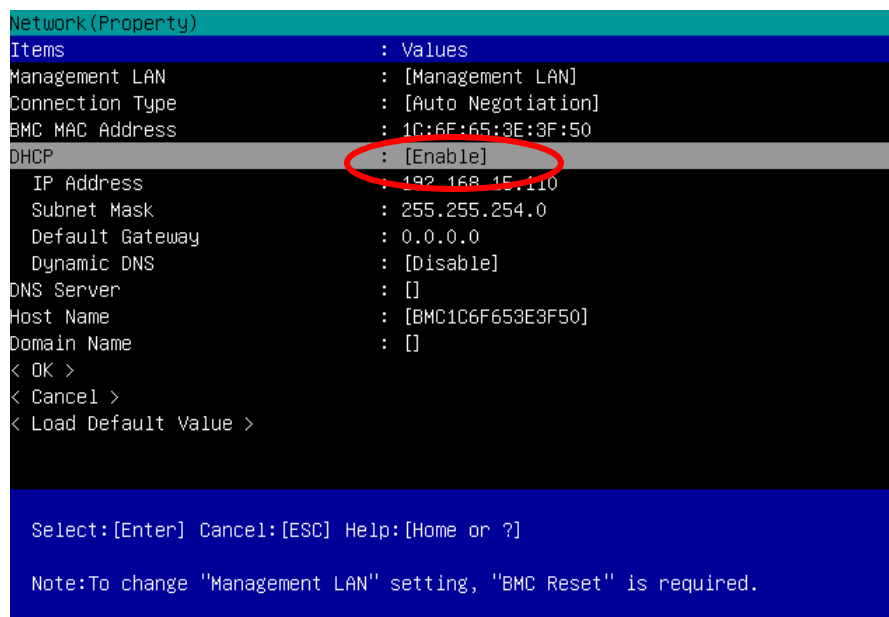 Network(Property)
Items : Values
Management LAN : [Management LAN]
Connection Type : [Auto Negotiation]
BMC MAC Address : 1C:6F:65:3E:3F:50
DHCP : [Enable]
IP Address : 192.168.15.110
Subnet Mask : 255.255.254.0
Default Gateway : 0.0.0.0
Dynamic DNS : [Disable]
DNS Server : []
Host Name : [BMC1C6F653E3F50]
Domain Name : []
< OK >
< Cancel >
< Load Default Value >
Select:[Enter] Cancel:[ESC] Help:[Home or ?]
Note:To change "Management LAN" setting, "BMC Reset" is required.